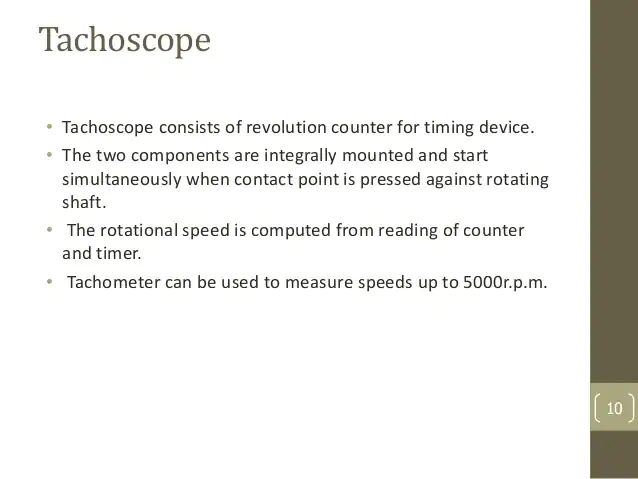 Tachoscope
• Tachoscope consists of revolution counter for timing device.
• The two components are integrally mounted and start
simultaneously when contact point is pressed against rotating
shaft.
• The rotational speed is computed from reading of counter
and timer.
• Tachometer can be used to measure speeds up to 5000r.p.m.
10